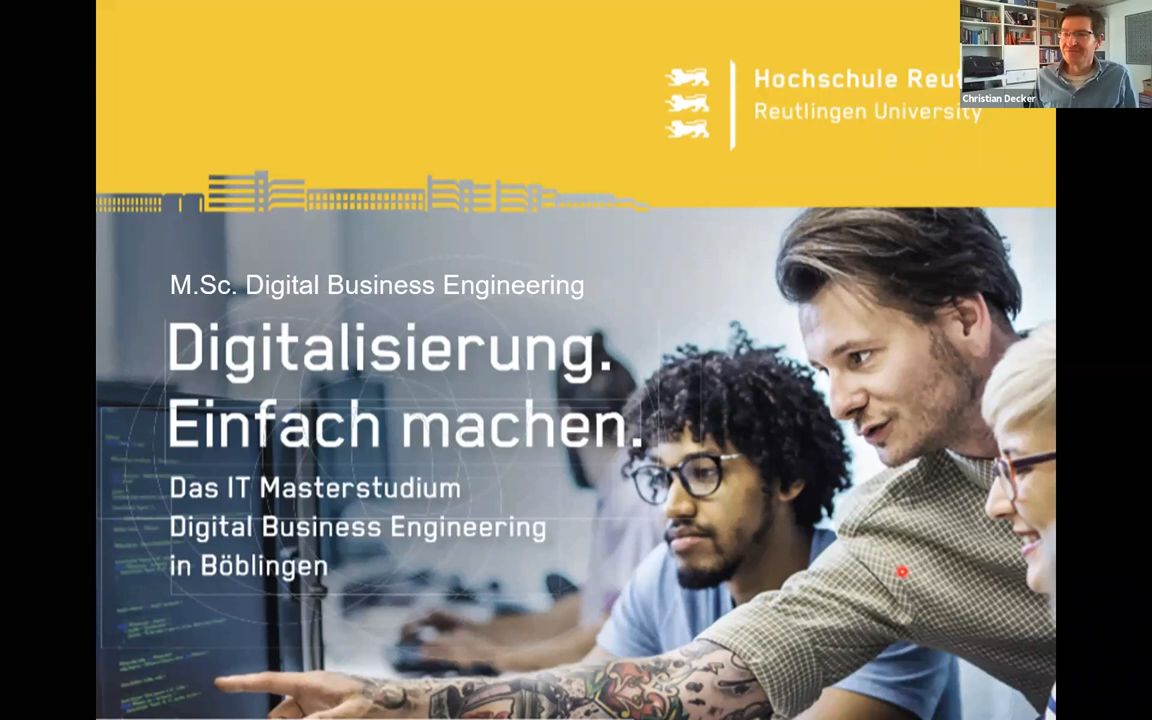 Hochschule Reut
Reutlingen University
Christian Decker
M.Sc. Digital Business Engineering
Digitalisierung.
Einfach machen.
Das IT Masterstudium
Digital Business Engineering
in Böblingen